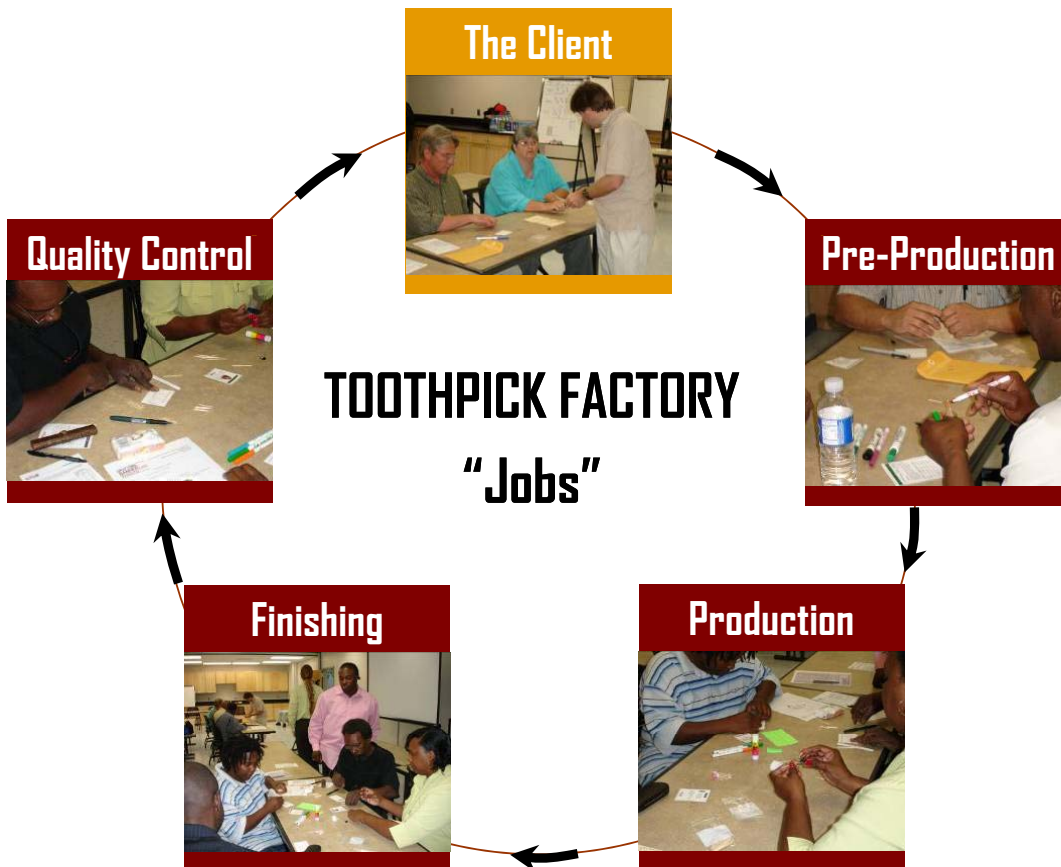 The Client
Quality Control
Pre-Production
TOOTHPICK FACTORY
“Jobs”
Finishing
Production